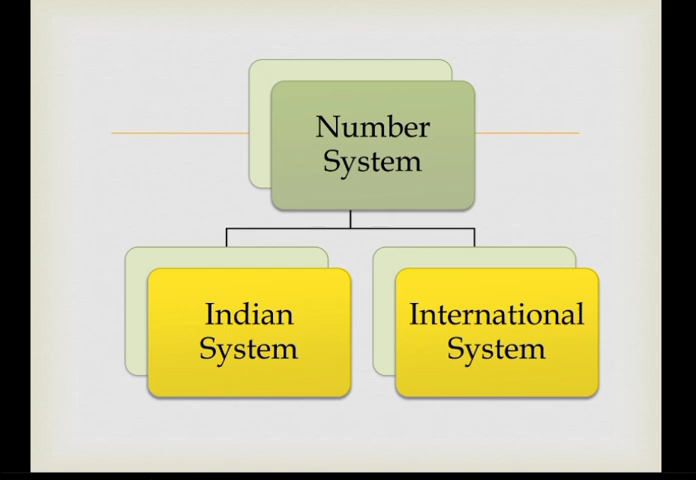 Number
System
Indian
System
International
System